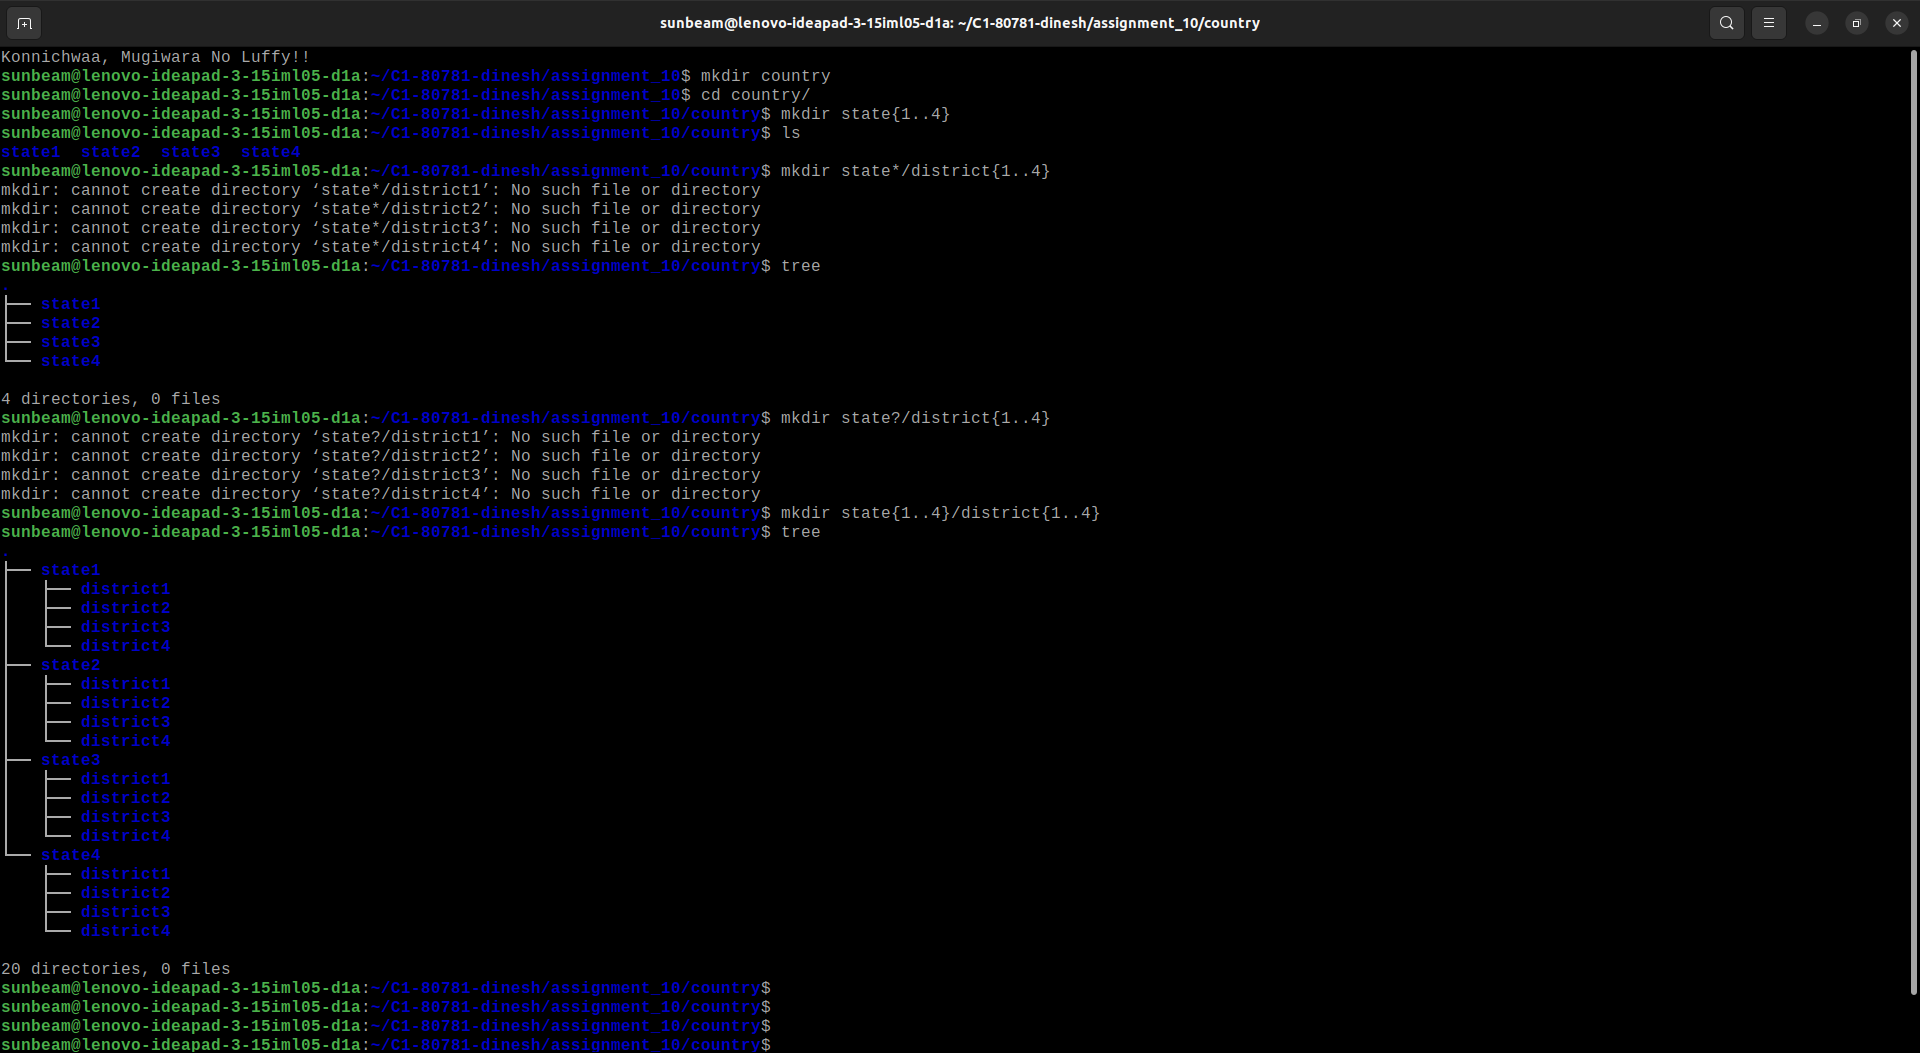 sunbeam@lenovo-ideapad-3-15iml05-d1a: ~/C1-80781-dinesh/assignment_10/country
Konnichwaa, Mugiwara No Luffy!!
sunbeam@lenovo-ideapad-3-15iml05-d1a:~/C1-80781-dinesh/assignment_10$ mkdir country
sunbeam@lenovo-ideapad-3-15iml05-d1a:~/C1-80781-dinesh/assignment_10$ cd country/
sunbeam@lenovo-ideapad-3-15iml05-d1a:~/C1-80781-dinesh/assignment_10/country$ mkdir state{1..4}
sunbeam@lenovo-ideapad-3-15iml05-d1a:~/C1-80781-dinesh/assignment_10/country$ ls
state1  state2  state3  state4
sunbeam@lenovo-ideapad-3-15iml05-d1a:~/C1-80781-dinesh/assignment_10/country$ mkdir state*/district{1..4}
mkdir: cannot create directory ‘state*/district1’: No such file or directory
mkdir: cannot create directory ‘state*/district2’: No such file or directory
mkdir: cannot create directory ‘state*/district3’: No such file or directory
mkdir: cannot create directory ‘state*/district4’: No such file or directory
sunbeam@lenovo-ideapad-3-15iml05-d1a:~/C1-80781-dinesh/assignment_10/country$ tree
.
├── state1
├── state2
├── state3
└── state4
4 directories, 0 files
sunbeam@lenovo-ideapad-3-15iml05-d1a:~/C1-80781-dinesh/assignment_10/country$ mkdir state?/district{1..4}
mkdir: cannot create directory ‘state?/district1’: No such file or directory
mkdir: cannot create directory ‘state?/district2’: No such file or directory
mkdir: cannot create directory ‘state?/district3’: No such file or directory
mkdir: cannot create directory ‘state?/district4’: No such file or directory
sunbeam@lenovo-ideapad-3-15iml05-d1a:~/C1-80781-dinesh/assignment_10/country$ mkdir state{1..4}/district{1..4}
sunbeam@lenovo-ideapad-3-15iml05-d1a:~/C1-80781-dinesh/assignment_10/country$ tree
.
├── state1
│   ├── district1
│   ├── district2
│   ├── district3
│   └── district4
├── state2
│   ├── district1
│   ├── district2
│   ├── district3
│   └── district4
├── state3
│   ├── district1
│   ├── district2
│   ├── district3
│   └── district4
└── state4
    ├── district1
    ├── district2
    ├── district3
    └── district4
20 directories, 0 files
sunbeam@lenovo-ideapad-3-15iml05-d1a:~/C1-80781-dinesh/assignment_10/country$
sunbeam@lenovo-ideapad-3-15iml05-d1a:~/C1-80781-dinesh/assignment_10/country$
sunbeam@lenovo-ideapad-3-15iml05-d1a:~/C1-80781-dinesh/assignment_10/country$
sunbeam@lenovo-ideapad-3-15iml05-d1a:~/C1-80781-dinesh/assignment_10/country$